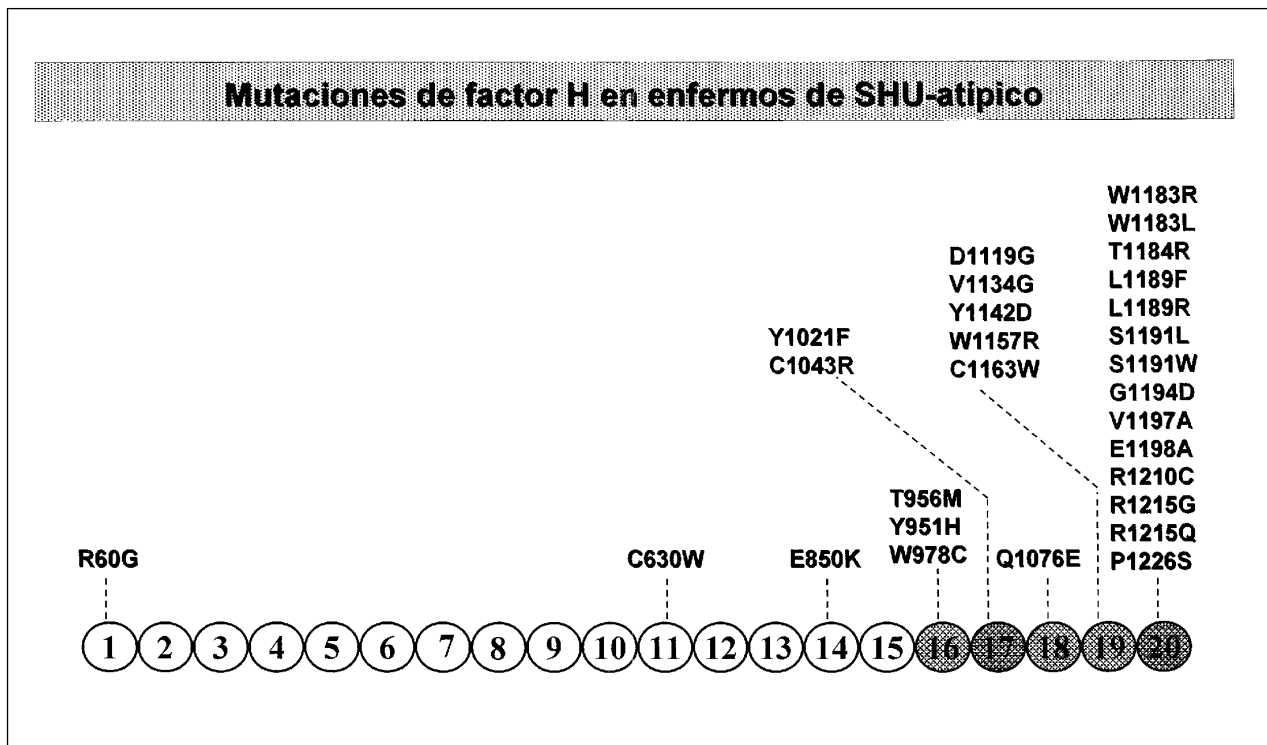 Mutaciones de factor H en enfermos de SHU-atípico
W1183R
W1183L
T1184R
L1189F
L1189R
S1191L
S1191W
G1194D
V1197A
E1198A
R1210C
R1215G
R1215Q
P1226S
D1119G
V1134G
Y1142D
W1157R
C1163W
Y1021F
C1043R
T956M
Y951H
W978C
R60G
C630W
E850K
Q1076E
1 2 3 4 5 6 7 8 9 10 11 12 13 14 15 16 17 18 19 20